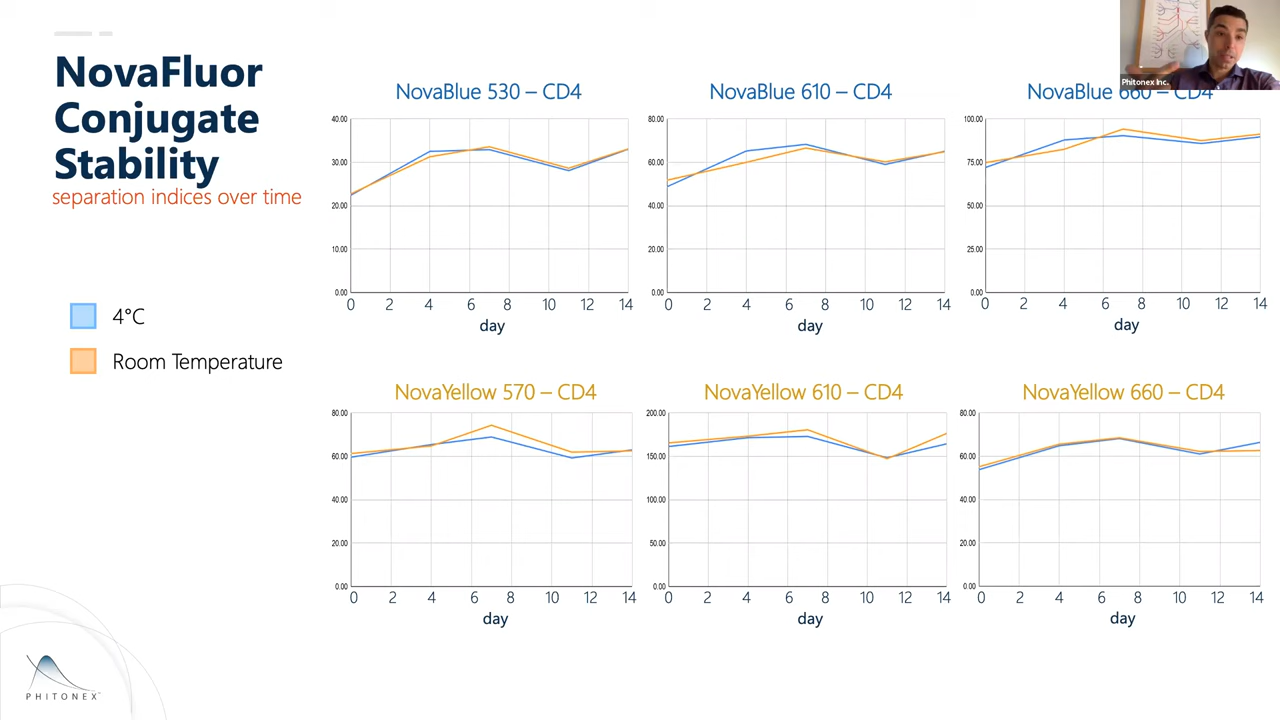 NovaFluor
Conjugate
Stability
separation indices over time
4°C
Room Temperature
NovaBlue 530 – CD4
40.00
30.00
20.00
10.00
0.00
0 2 4 6 8 10 12 14
day
NovaBlue 610 – CD4
80.00
60.00
40.00
20.00
0.00
0 2 4 6 8 10 12 14
day
Phitonex Inc.
NovaBlue 660 – CD4
100.00
75.00
50.00
25.00
0.00
0 2 4 6 8 10 12 14
day
NovaYellow 570 – CD4
80.00
60.00
40.00
20.00
0.00
0 2 4 6 8 10 12 14
day
NovaYellow 610 – CD4
200.00
150.00
100.00
50.00
0.00
0 2 4 6 8 10 12 14
day
NovaYellow 660 – CD4
80.00
60.00
40.00
20.00
0.00
0 2 4 6 8 10 12 14
day
PHITONEX